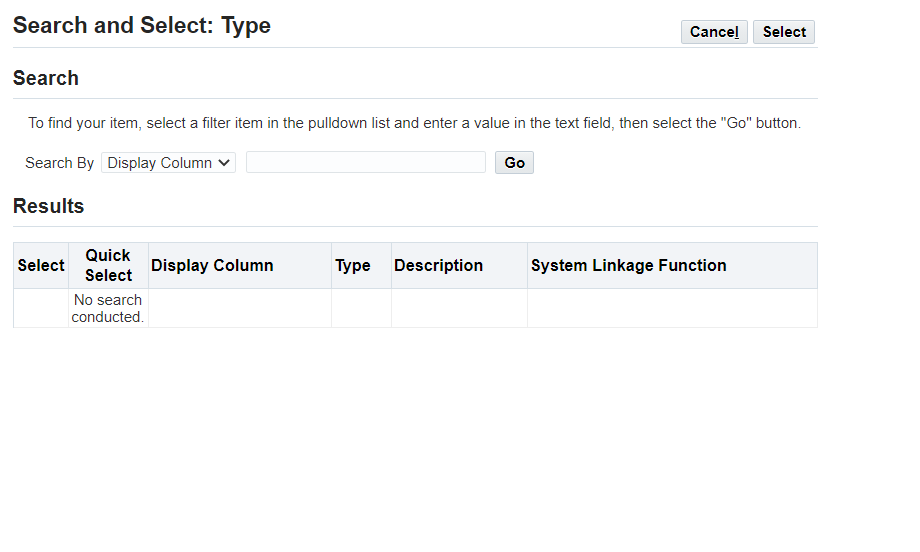 Search and Select: Type
Cancel Select
Search
To find your item, select a filter item in the pulldown list and enter a value in the text field, then select the "Go" button.
Search By Display Column Go
Results
Select Quick Select Display Column Type Description System Linkage Function
No search
conducted.